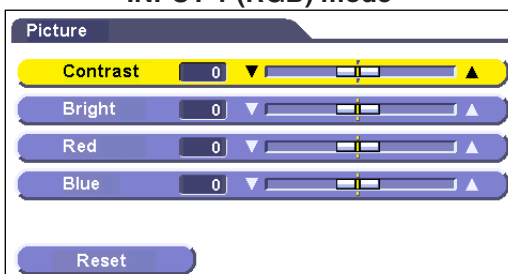 INPUT 1 (RGB) Mode
Picture
Contrast 0
Bright 0
Red 0
Blue 0
Reset